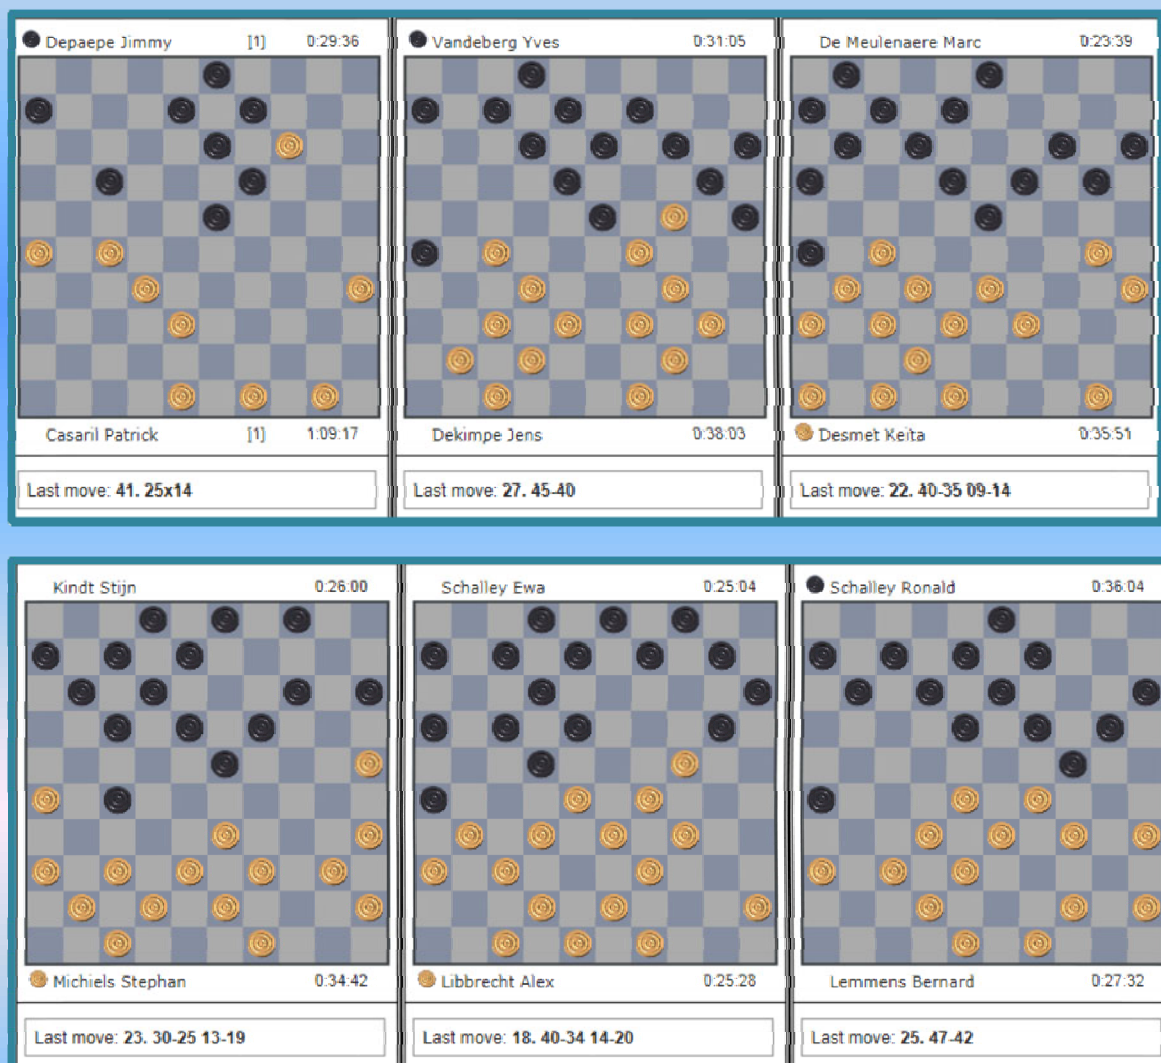 Depaepe Jimmy [1] 0:29:36
Vandeberg Yves 0:31:05
De Meulenaere Marc 0:23:39
Casaril Patrick [1] 1:09:17
Dekimpe Jens 0:38:03
Desmet Keita 0:35:51
Last move: 41. 25x14
Last move: 27. 45-40
Last move: 22. 40-35 09-14
Kindt Stijn 0:26:00
Schalley Ewa 0:25:04
Schalley Ronald 0:36:04
Michiels Stephan 0:34:42
Libbrecht Alex 0:25:28
Lemmens Bernard 0:27:32
Last move: 23. 30-25 13-19
Last move: 18. 40-34 14-20
Last move: 25. 47-42